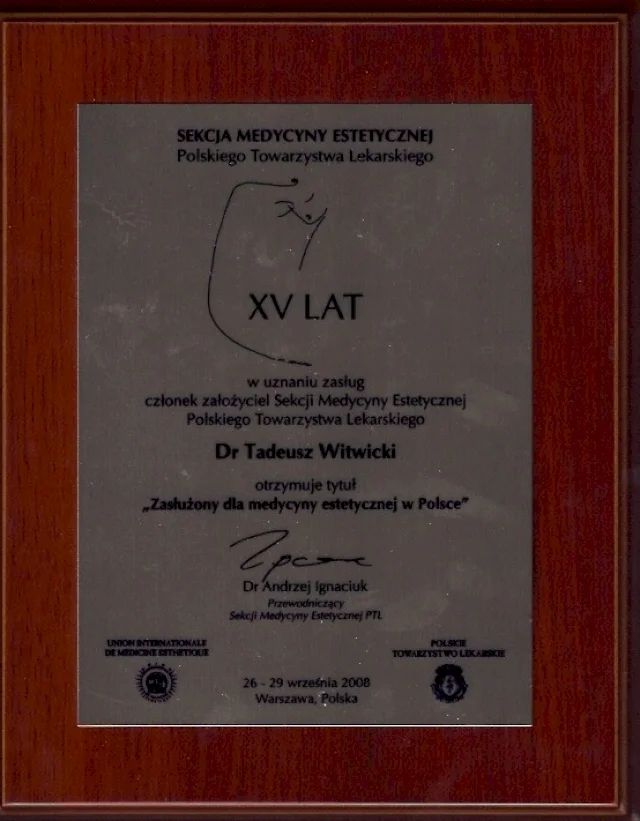 SEKCJA MEDYCYNY ESTETYCZNEJ
Polskiego Towarzystwa Lekarskiego
XV LAT
w uznaniu zasług
członek założyciel Sekcji Medycyny Estetycznej
Polskiego Towarzystwa Lekarskiego
Dr Tadeusz Witwicki
otrzymuje tytuł
„Zasłużony dla medycyny estetycznej w Polsce”
Dr Andrzej Ignaciuk
Przewodniczący
Sekcji Medycyny Estetycznej PTL
UNION INTERNATIONALE
DE MEDECINE ESTHETIQUE
POLSKIE
TOWARZYSTWO LEKARSKIE
26 - 29 września 2008
Warszawa, Polska